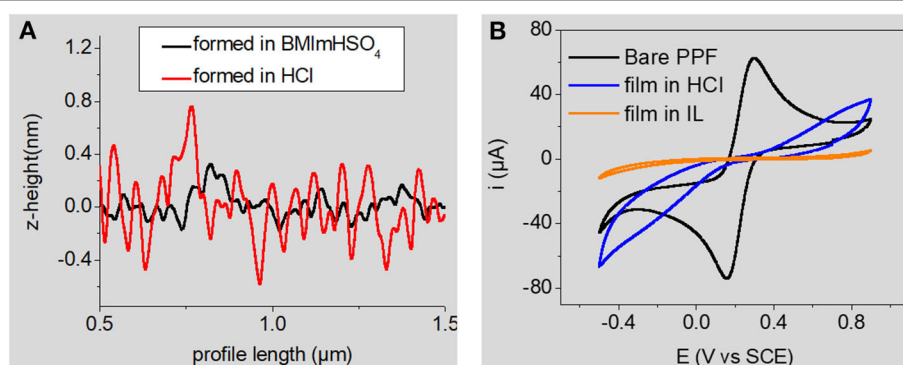 A
1.2
0.8
0.4
0.0
-0.4
z-height(nm)
formed in BMImHSO4
formed in HCl
0.5
1.0
1.5
profile length (μm)
B
80
40
0
-40
-80
i (μA)
Bare PPF
film in HCl
film in IL
-0.4
0.0
0.4
0.8
E (V vs SCE)